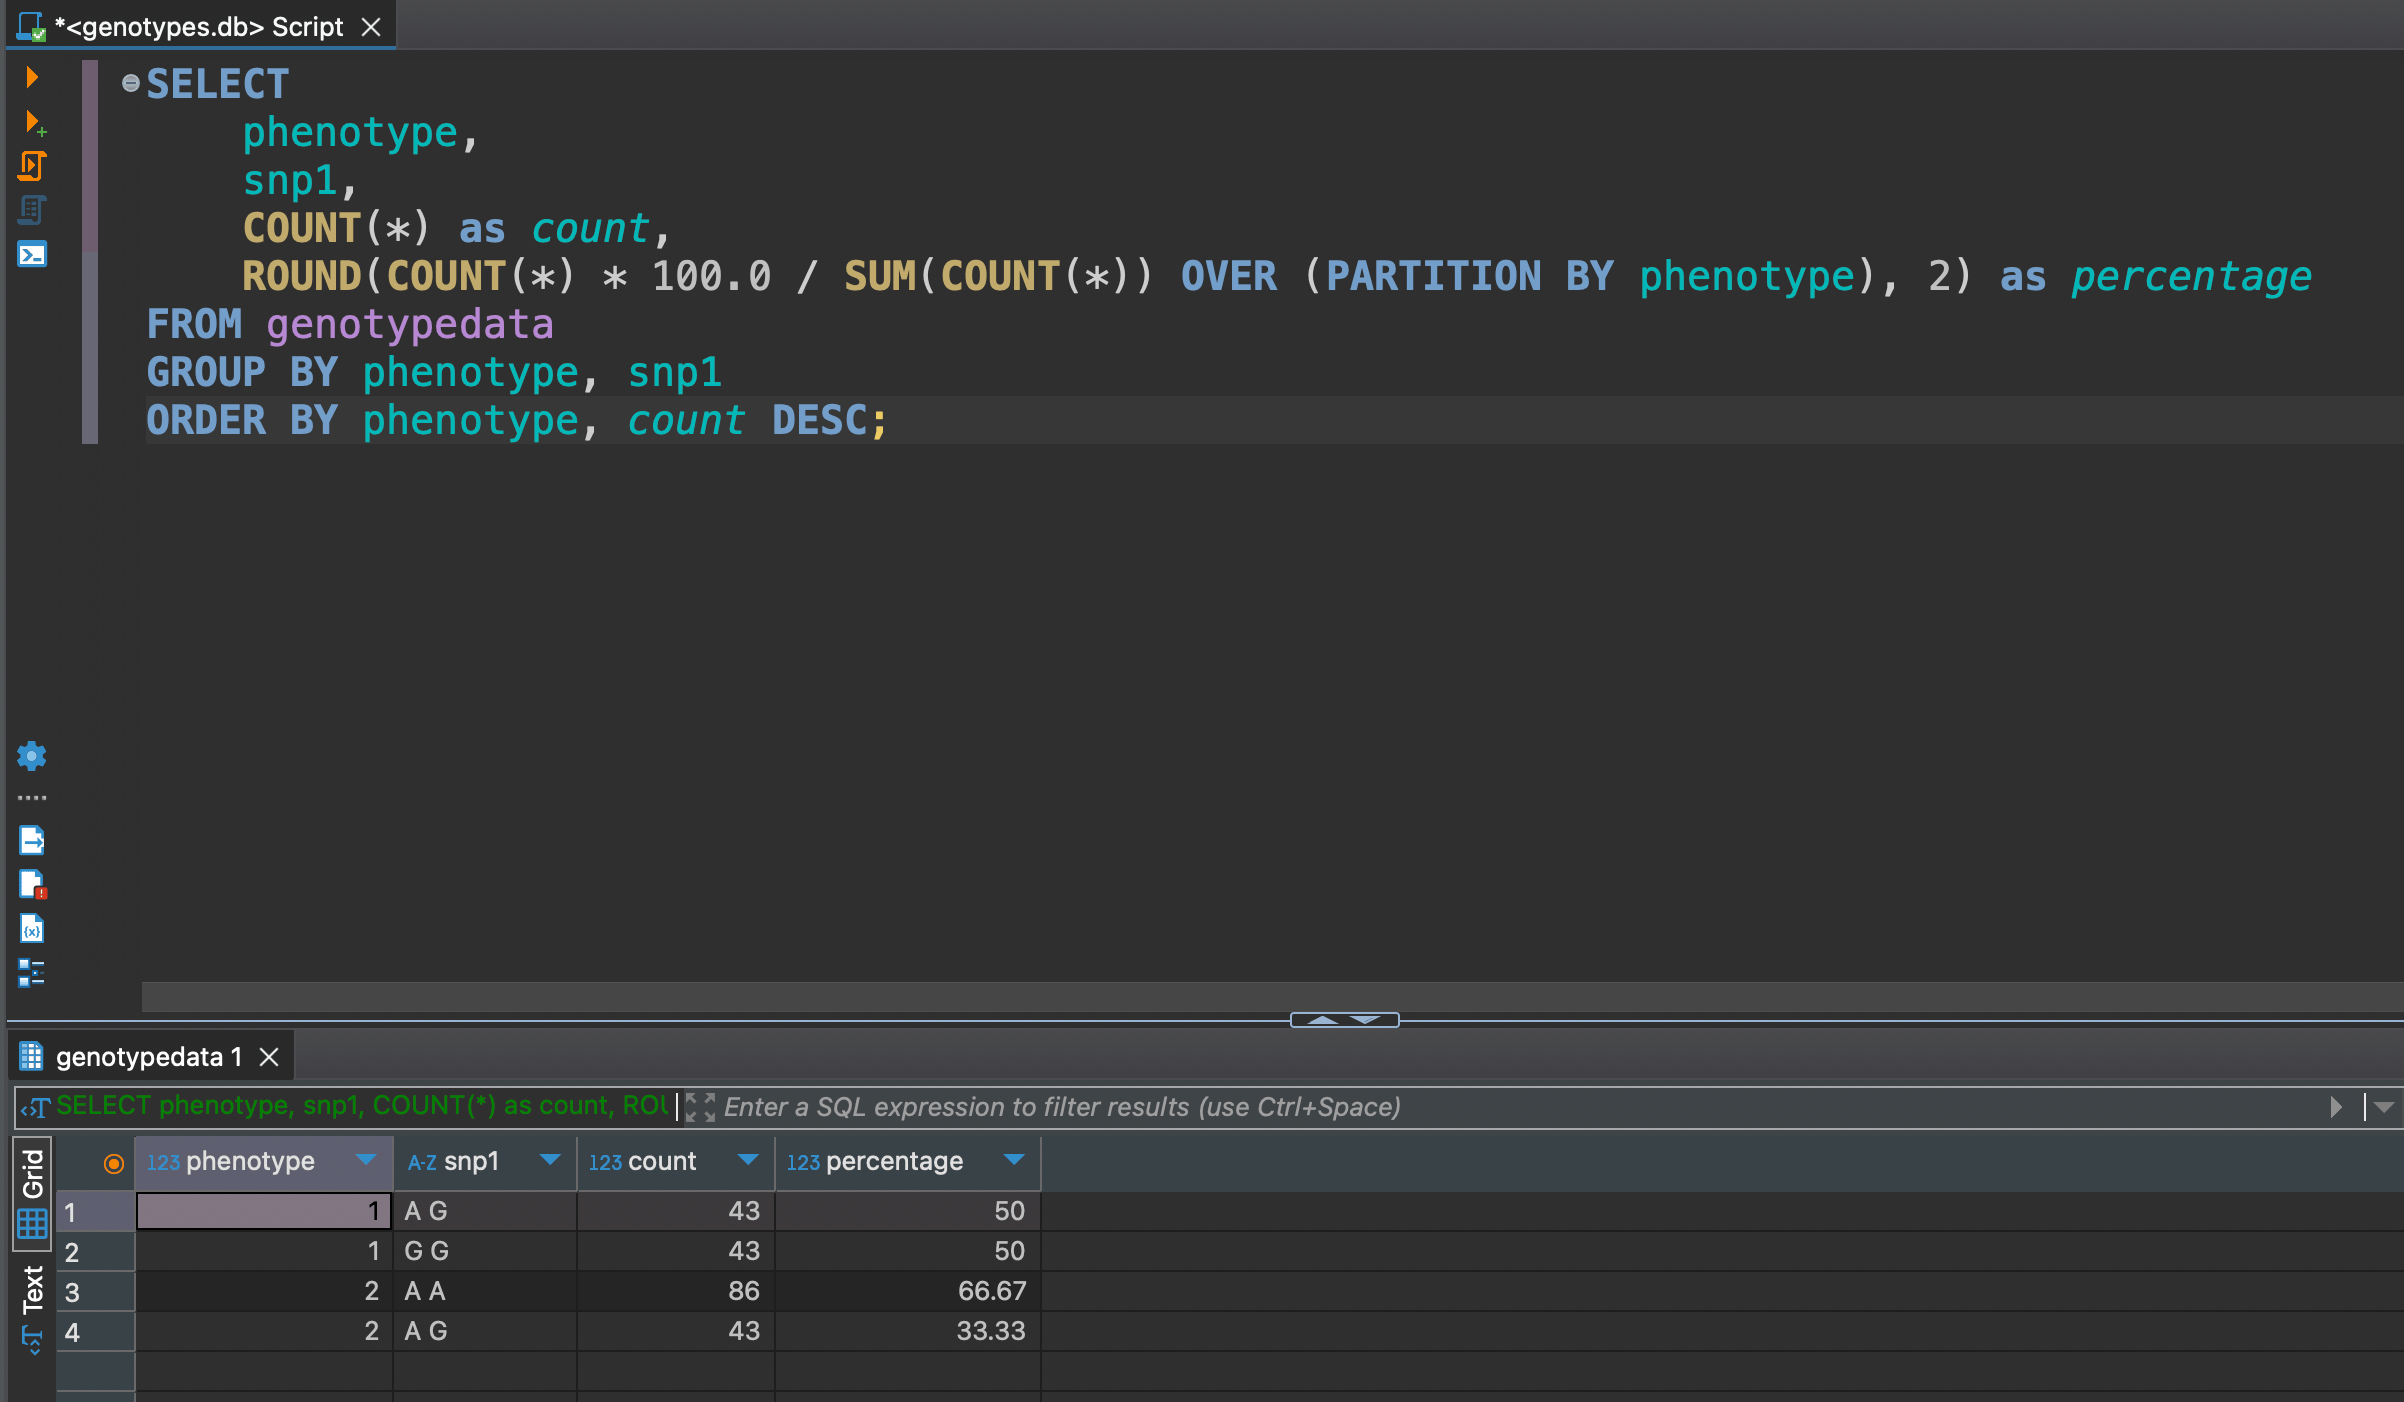 *<genotypes.db> Script
SELECT
phenotype,
snp1,
COUNT(*) as count,
ROUND(COUNT(*) * 100.0 / SUM(COUNT(*)) OVER (PARTITION BY phenotype), 2) as percentage
FROM genotypedata
GROUP BY phenotype, snp1
ORDER BY phenotype, count DESC;
genotypedata 1
SELECT phenotype, snp1, COUNT(*) as count, ROU
Enter a SQL expression to filter results (use Ctrl+Space)
Grid
Text
123 phenotype A-Z snp1 123 count 123 percentage
1 1 A G 43 50
2 1 G G 43 50
3 2 A A 86 66.67
4 2 A G 43 33.33